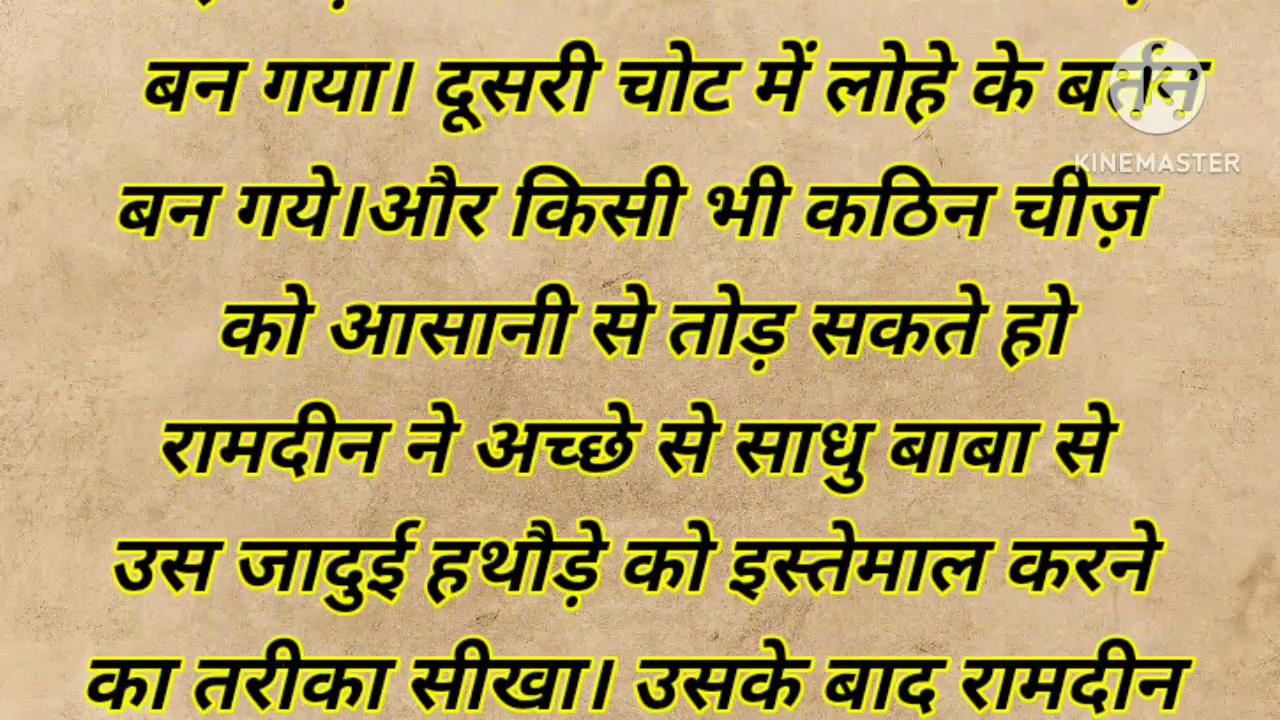 बन गया। दूसरी चोट में लोहे के बर्तन
KINEMASTER
बन गये।और किसी भी कठिन चीज़
को आसानी से तोड़ सकते हो
रामदीन ने अच्छे से साधु बाबा से
उस जादुई हथौड़े को इस्तेमाल करने
का तरीका सीखा। उसके बाद रामदीन